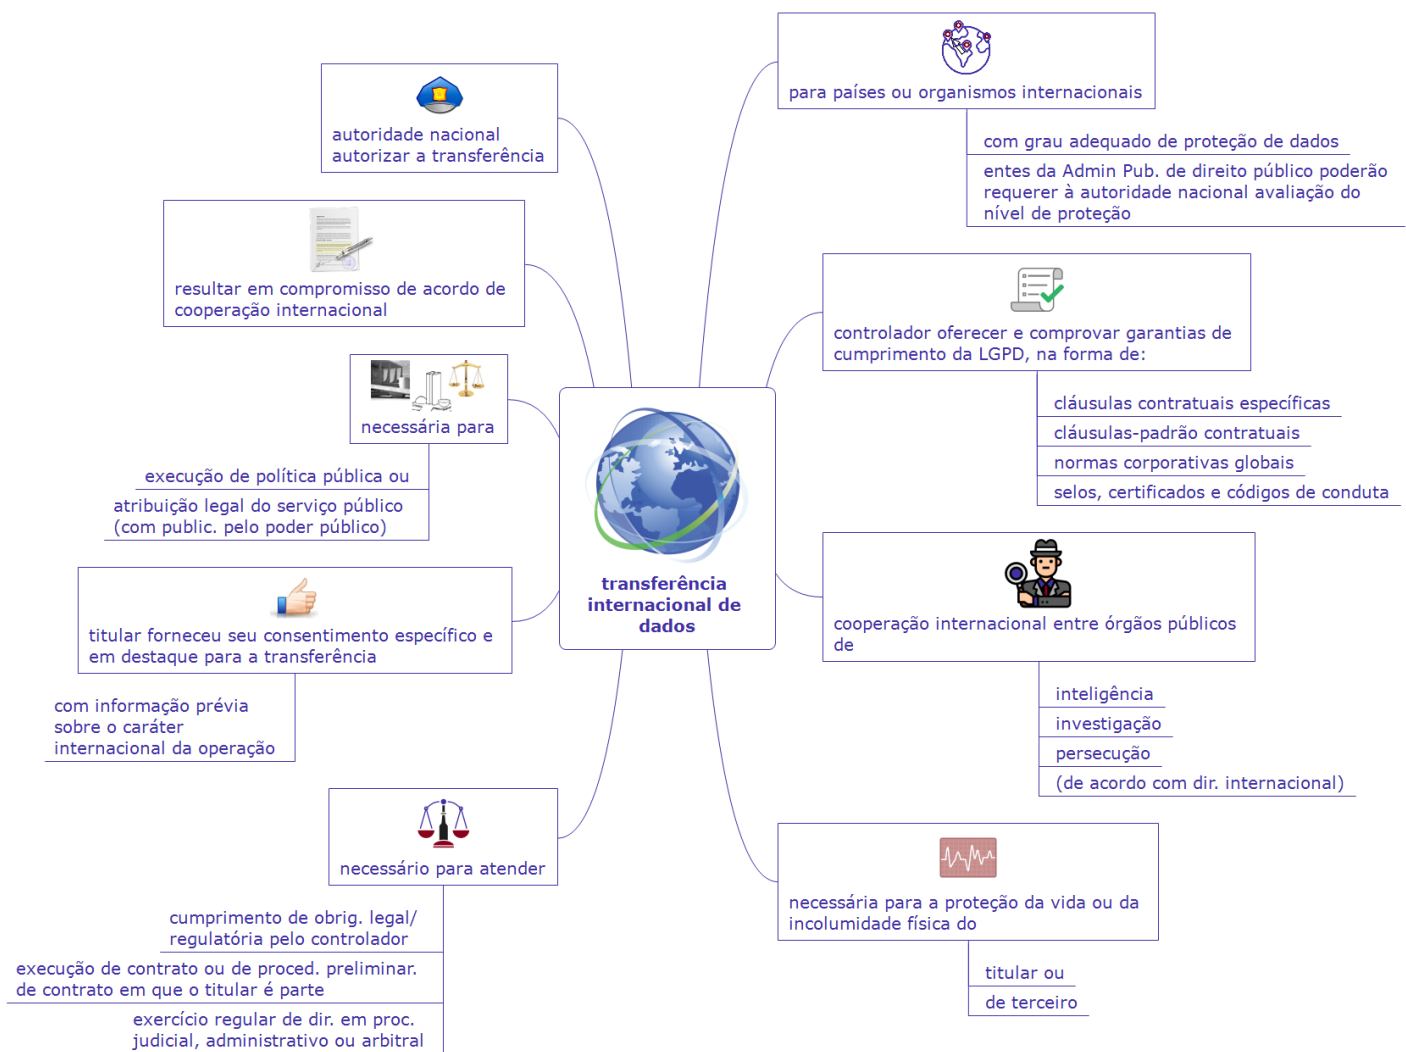 transferência
internacional de
dados
para países ou organismos internacionais
com grau adequado de proteção de dados
entes da Admin Pub. de direito público poderão
requerer à autoridade nacional avaliação do
nível de proteção
controlador oferecer e comprovar garantias de
cumprimento da LGPD, na forma de:
cláusulas contratuais específicas
cláusulas-padrão contratuais
normas corporativas globais
selos, certificados e códigos de conduta
cooperação internacional entre órgãos públicos
de
inteligência
investigação
persecução
(de acordo com dir. internacional)
necessária para a proteção da vida ou da
incolumidade física do
titular ou
de terceiro
autoridade nacional
autorizar a transferência
resultar em compromisso de acordo de
cooperação internacional
necessária para
execução de política pública ou
atribuição legal do serviço público
(com public. pelo poder público)
titular forneceu seu consentimento específico e
em destaque para a transferência
com informação prévia
sobre o caráter
internacional da operação
necessário para atender
cumprimento de obrig. legal/
regulatória pelo controlador
execução de contrato ou de proced. preliminar.
de contrato em que o titular é parte
exercício regular de dir. em proc.
judicial, administrativo ou arbitral